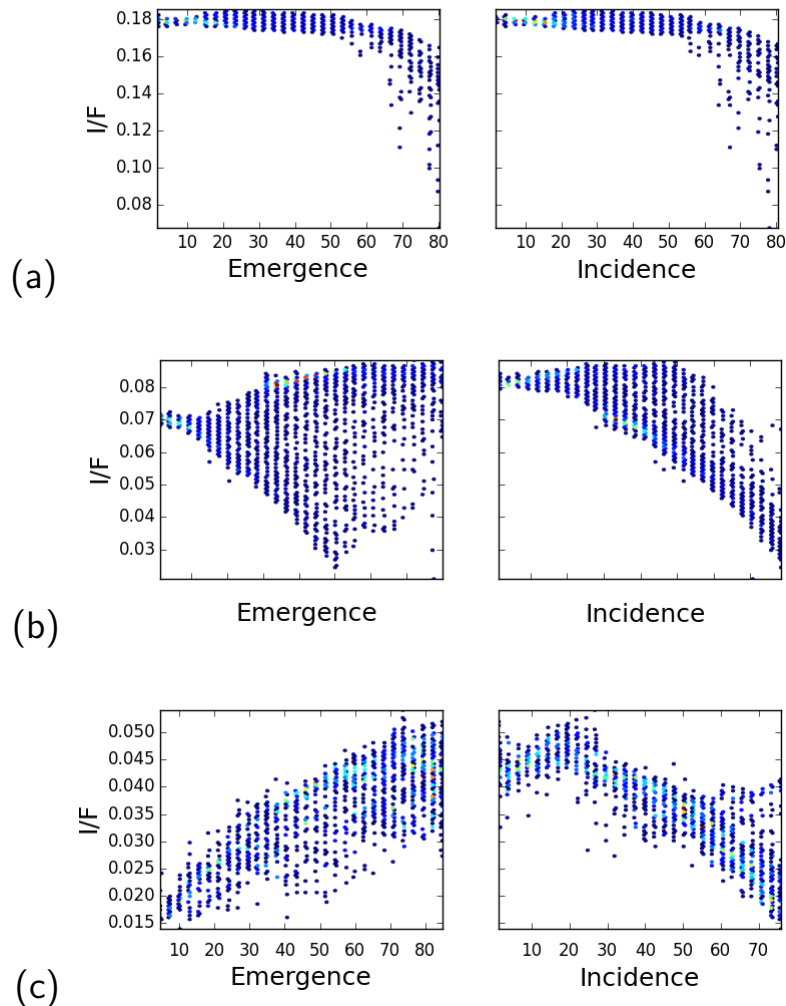 0.18
0.16
0.14
0.12
0.10
0.08
I/F
10 20 30 40 50 60 70 80
10 20 30 40 50 60 70 80
Emergence
Incidence
(a)
0.08
0.07
0.06
0.05
0.04
0.03
I/F
Emergence
Incidence
(b)
0.050
0.045
0.040
0.035
0.030
0.025
0.020
0.015
I/F
10 20 30 40 50 60 70 80
10 20 30 40 50 60 70
Emergence
Incidence
(c)